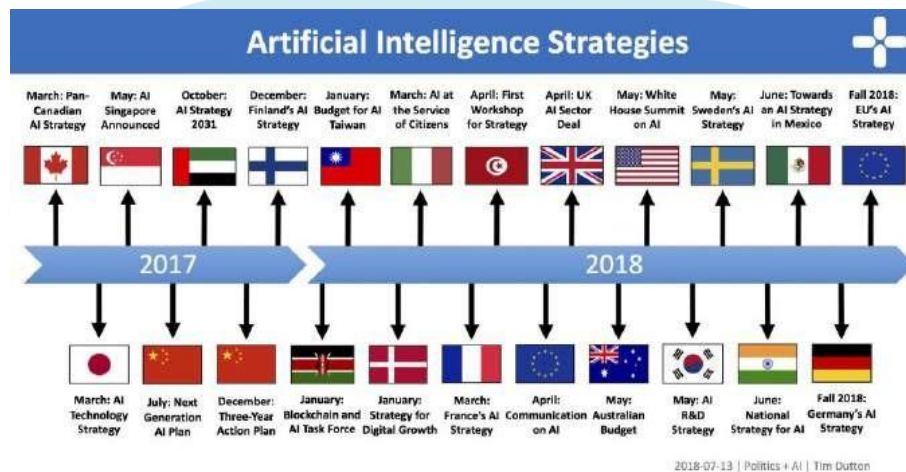 Artificial Intelligence Strategies
March: Pan-
Canadian
AI Strategy
May: AI
Singapore
Announced
October:
AI Strategy
2031
December:
Finland's AI
Strategy
January:
Budget for AI
Taiwan
March: AI at
the Service
of Citizens
April: First
Workshop
for Strategy
April: UK
AI Sector
Deal
May: White
House Summit
on AI
May:
Sweden's AI
Strategy
June: Towards
an AI Strategy
in Mexico
Fall 2018:
EU's AI
Strategy
2017
2018
March: AI
Technology
Strategy
July: Next
Generation
AI Plan
December:
Three-Year
Action Plan
January:
Blockchain and
AI Task Force
January:
Strategy for
Digital Growth
March:
France's AI
Strategy
April:
Communication
on AI
May:
Australian
Budget
May: AI
R&D
Strategy
June:
National
Strategy for AI
Fall 2018:
Germany's AI
Strategy
2018-07-13 | Politics + AI | Tim Dutton